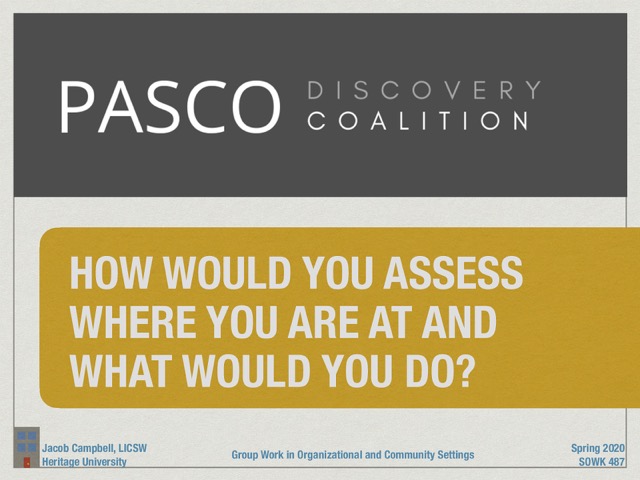 PASCO DISCOVERY
COALITION
HOW WOULD YOU ASSESS
WHERE YOU ARE AT AND
WHAT WOULD YOU DO?
Jacob Campbell, LICSW
Heritage University
Group Work in Organizational and Community Settings
Spring 2020
SOWK 487